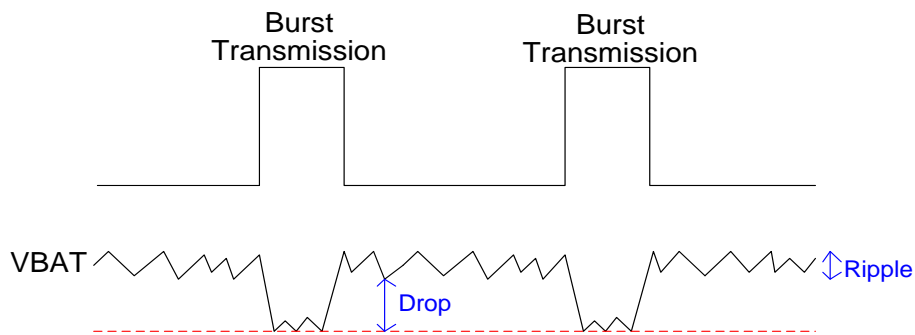 Burst
Transmission
Burst
Transmission
VBAT
Ripple
Drop